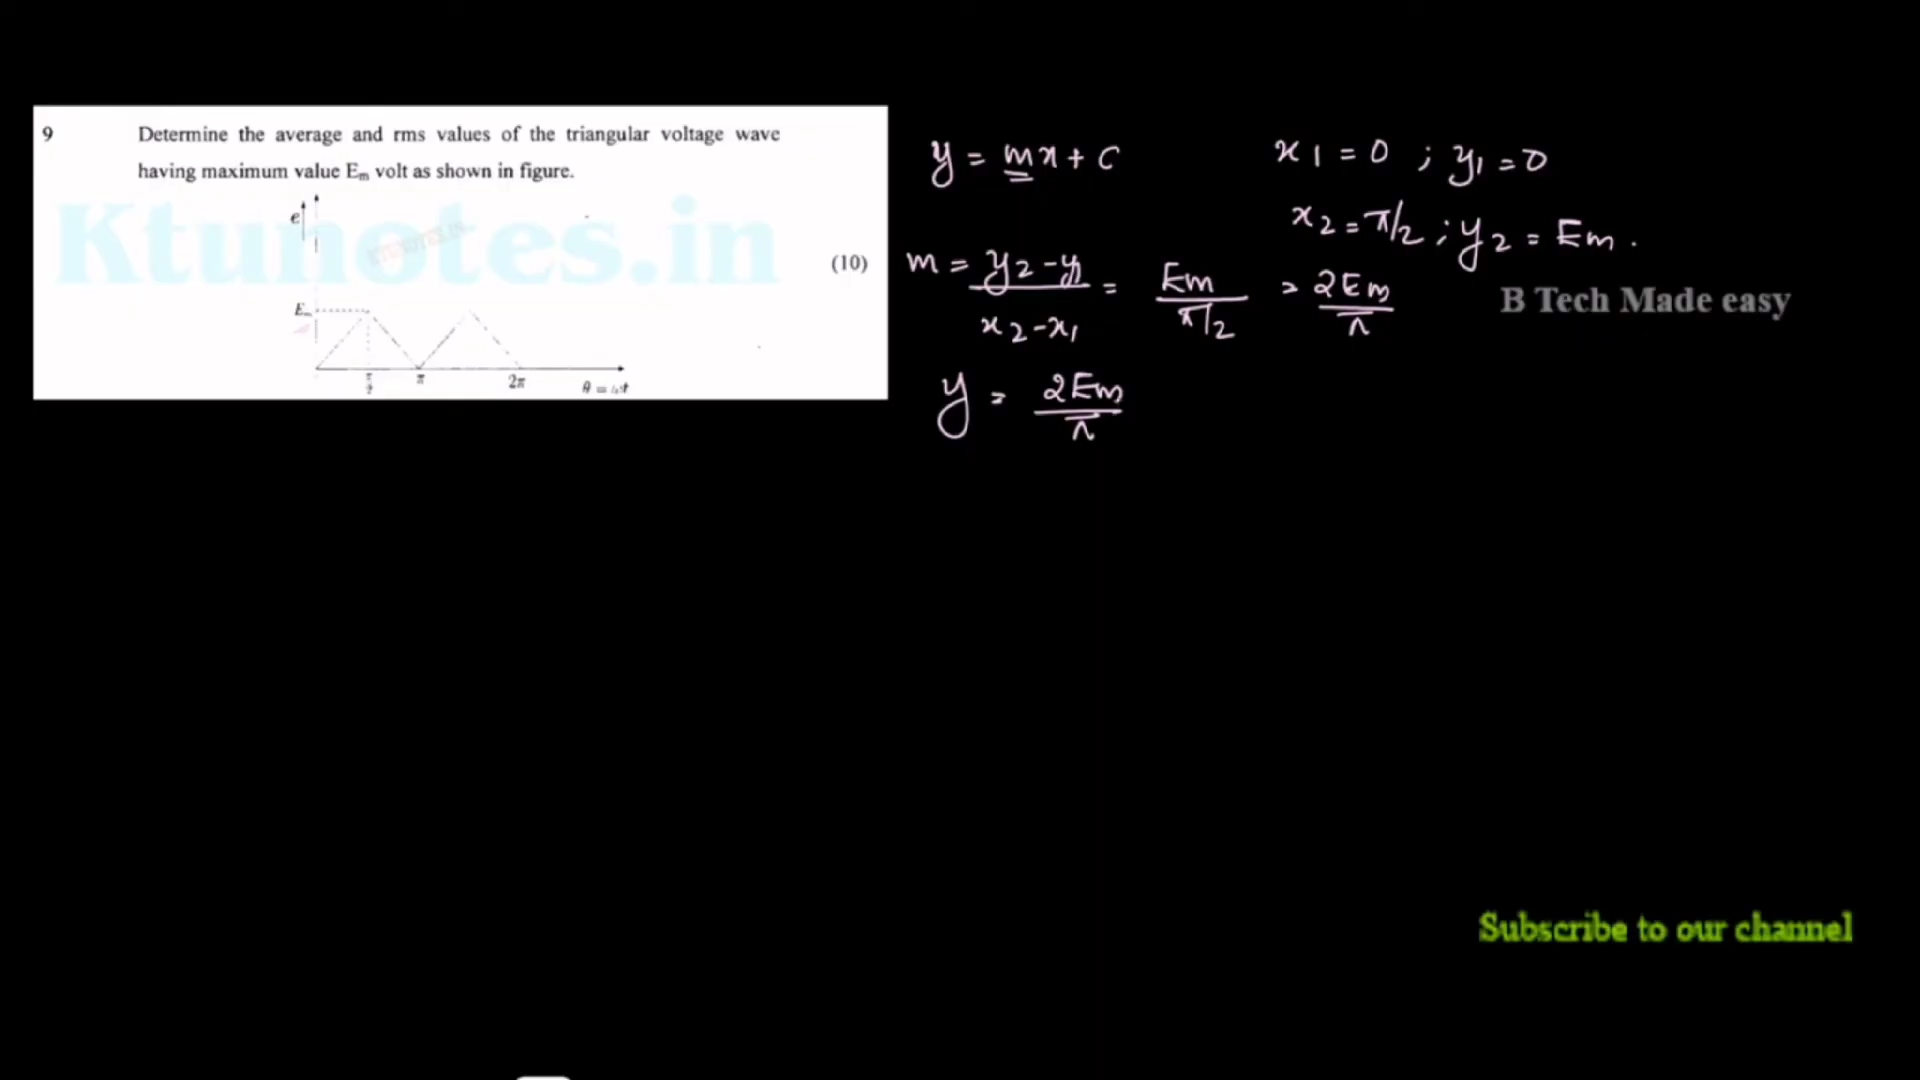 9 Determine the average and rms values of the triangular voltage wave
having maximum value Em volt as shown in figure.
Ktunotes.in
KTUNOTES.IN
e
(10)
Em
π/2 π 2π θ = ωt
y = mx + c
x1 = 0 ; y1 = 0
x2 = π/2 ; y2 = Em .
m = y2 - y1 / x2 - x1 = Em / π/2 = 2Em / π
B Tech Made easy
y = 2Em / π
Subscribe to our channel